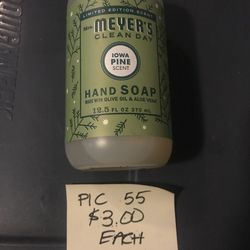 LIMITED EDITION SCENT
Mrs. MEYER'S
CLEAN DAY
IOWA
PINE
SCENT
HAND SOAP
MADE WITH OLIVE OIL & ALOE VERA
12.5 FL OZ 370 mL
PIC 55
$3.00
EACH